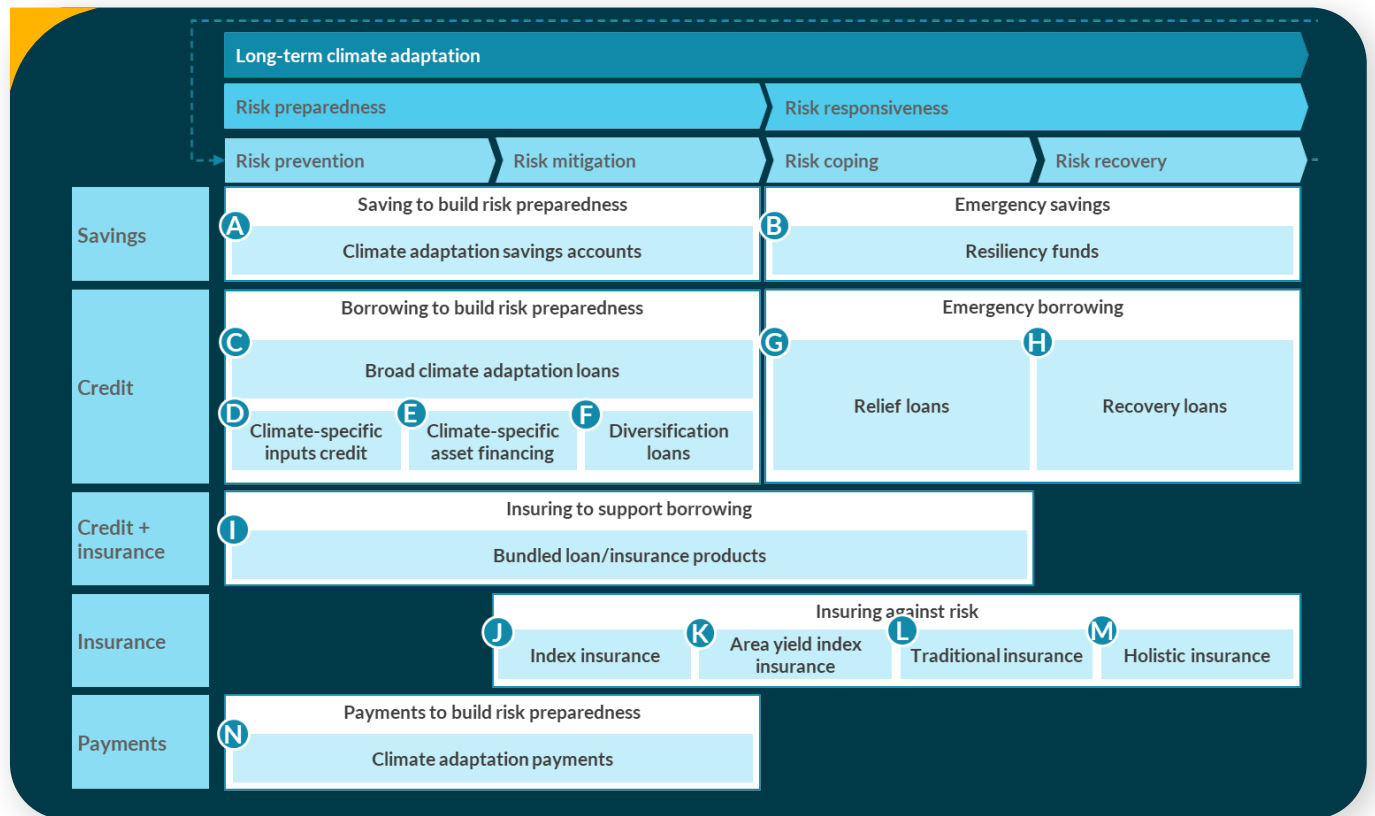 Long-term climate adaptation
Risk preparedness
Risk responsiveness
Risk prevention
Risk mitigation
Risk coping
Risk recovery
Savings
Saving to build risk preparedness
A
Climate adaptation savings accounts
Emergency savings
B
Resiliency funds
Credit
Borrowing to build risk preparedness
C
Broad climate adaptation loans
D
Climate-specific
inputs credit
E
Climate-specific
asset financing
F
Diversification
loans
Emergency borrowing
G
Relief loans
H
Recovery loans
Credit +
insurance
Insuring to support borrowing
I
Bundled loan/insurance products
Insurance
Insuring against risk
J
Index insurance
K
Area yield index
insurance
L
Traditional insurance
M
Holistic insurance
Payments
Payments to build risk preparedness
N
Climate adaptation payments